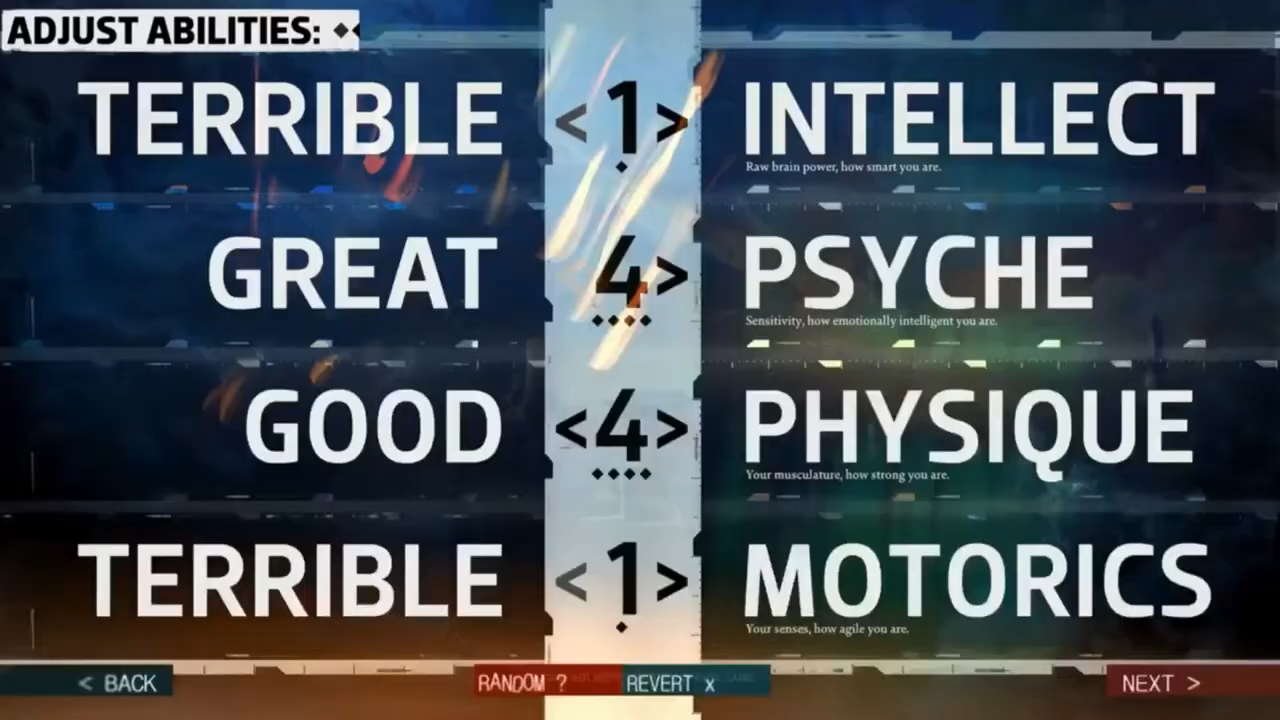 ADJUST ABILITIES:
TERRIBLE <1> INTELLECT
Raw brain power, how smart you are.
GREAT 4> PSYCHE
Sensitivity, how emotionally intelligent you are.
GOOD <4> PHYSIQUE
Your musculature, how strong you are.
TERRIBLE <1> MOTORICS
Your senses, how agile you are.
< BACK RANDOM ? REVERT x NEXT >